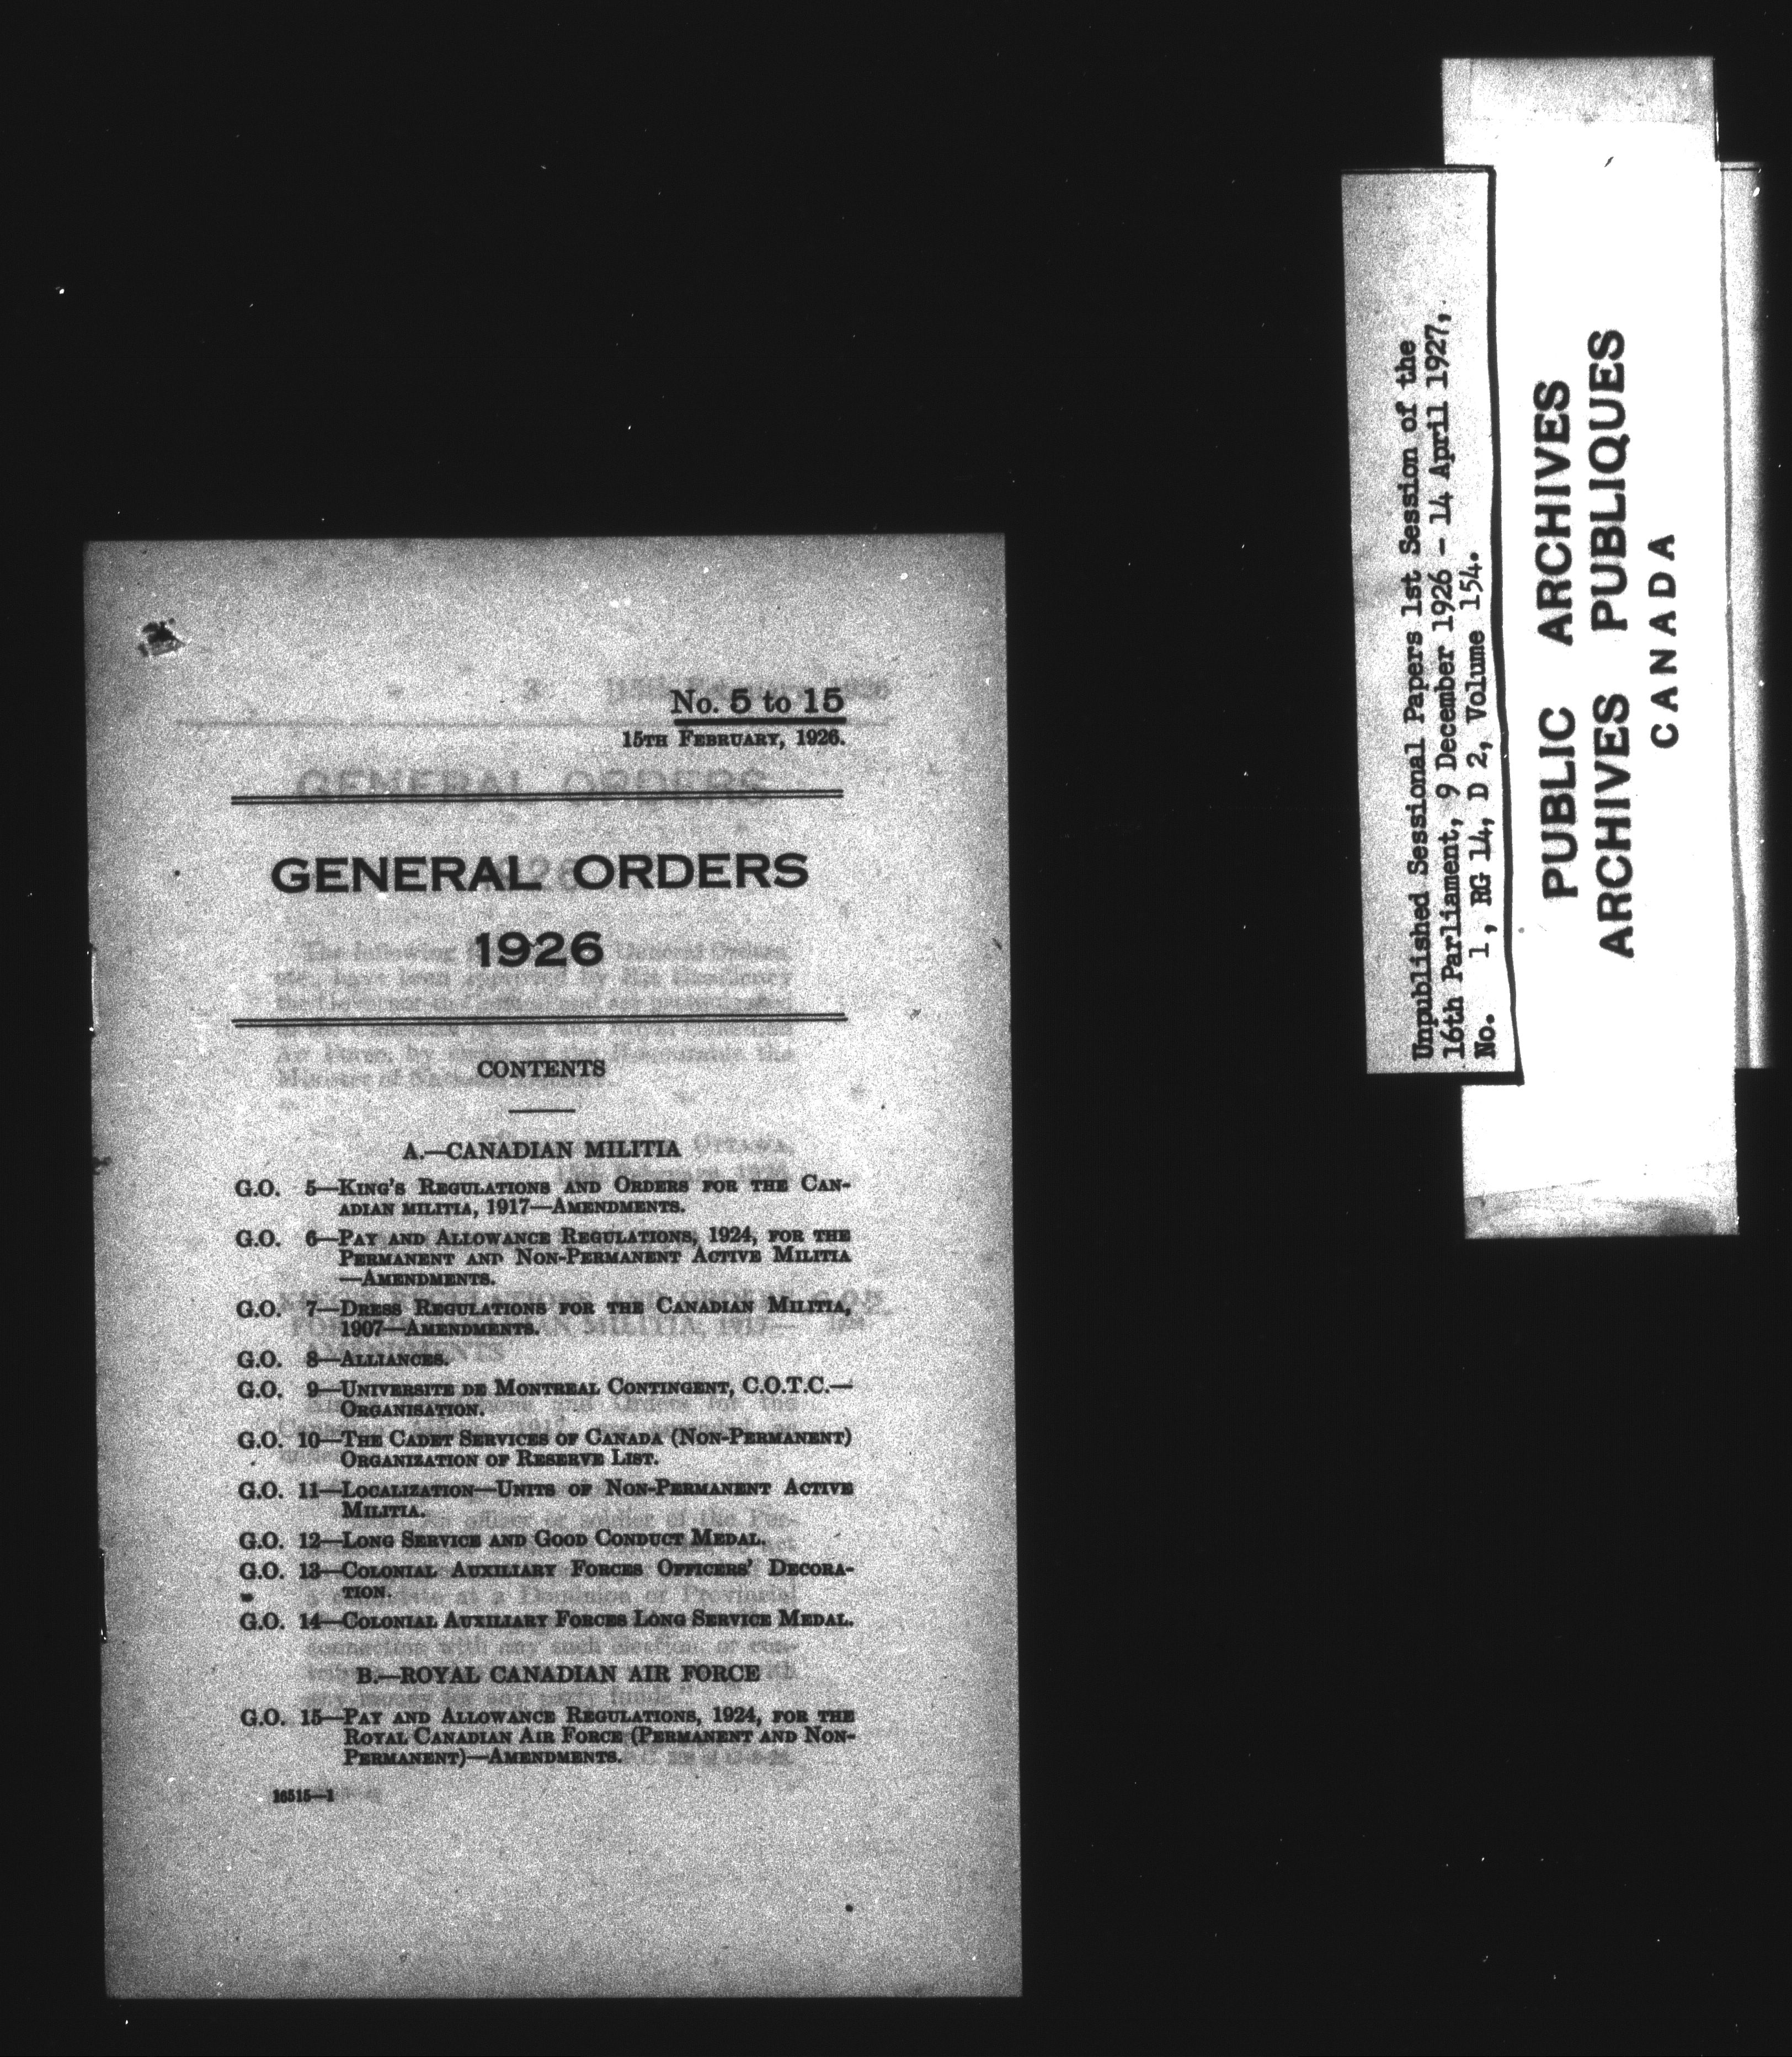 No. 5 to 15
15TH FEBRUARY, 1926.
GENERAL ORDERS
1926
CONTENTS
A.—CANADIAN MILITIA
G.O. 5—KING'S REGULATIONS AND ORDERS FOR THE CAN-
ADIAN MILITIA, 1917—AMENDMENTS.
G.O. 6—PAY AND ALLOWANCE REGULATIONS, 1924, FOR THE
PERMANENT AND NON-PERMANENT ACTIVE MILITIA
—AMENDMENTS.
G.O. 7—DRESS REGULATIONS FOR THE CANADIAN MILITIA,
1907—AMENDMENTS.
G.O. 8—ALLIANCES.
G.O. 9—UNIVERSITE DE MONTREAL CONTINGENT, C.O.T.C.—
ORGANISATION.
G.O. 10—THE CADET SERVICES OF CANADA (NON-PERMANENT)
ORGANIZATION OF RESERVE LIST.
G.O. 11—LOCALIZATION—UNITS OF NON-PERMANENT ACTIVE
MILITIA.
G.O. 12—LONG SERVICE AND GOOD CONDUCT MEDAL.
G.O. 13—COLONIAL AUXILIARY FORCES OFFICERS' DECORA-
TION.
G.O. 14—COLONIAL AUXILIARY FORCES LONG SERVICE MEDAL.
B.—ROYAL CANADIAN AIR FORCE
G.O. 15—PAY AND ALLOWANCE REGULATIONS, 1924, FOR THE
ROYAL CANADIAN AIR FORCE (PERMANENT AND NON-
PERMANENT)—AMENDMENTS.
16515—1
Unpublished Sessional Papers 1st Session of the
16th Parliament, 9 December 1926 - 14 April 1927,
No. 1, RG 14, D 2, Volume 154.
PUBLIC ARCHIVES
ARCHIVES PUBLIQUES
CANADA